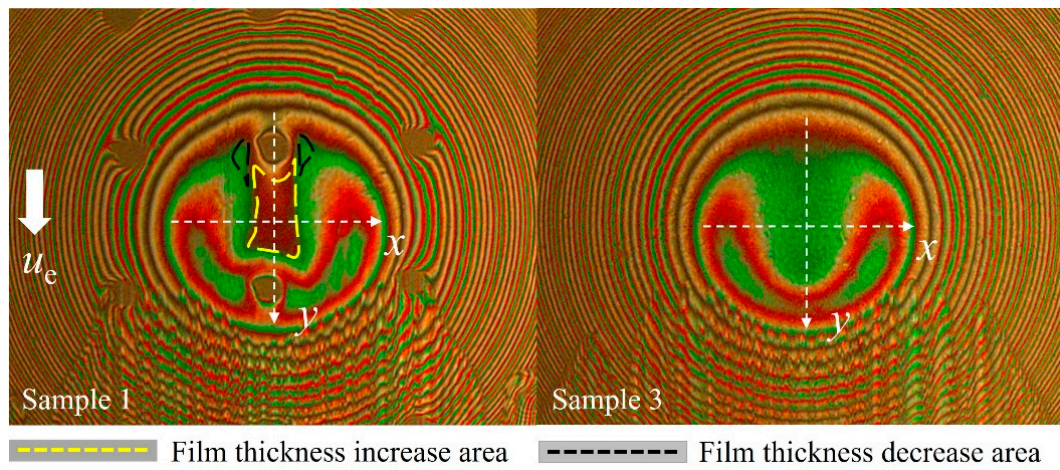 u e
x
y
Sample 1
x
y
Sample 3
Film thickness increase area
Film thickness decrease area